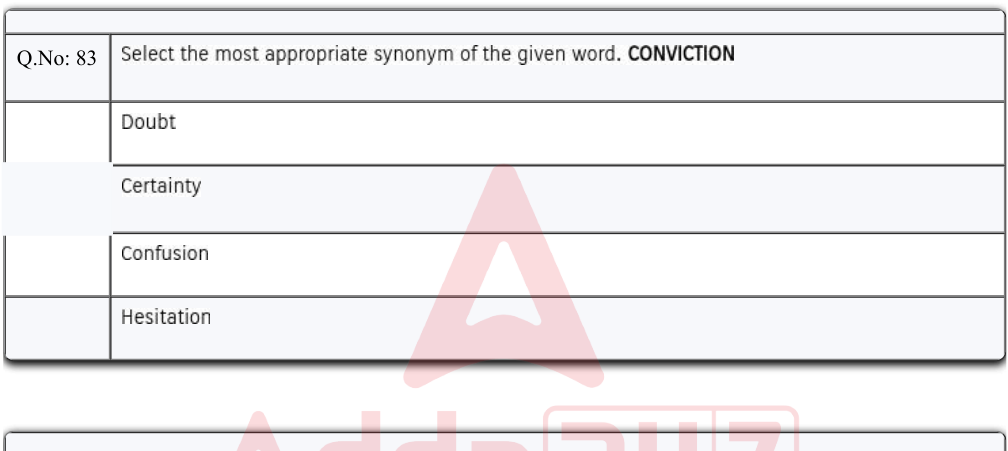 Q.No: 83
Select the most appropriate synonym of the given word. CONVICTION
Doubt
Certainty
Confusion
Hesitation